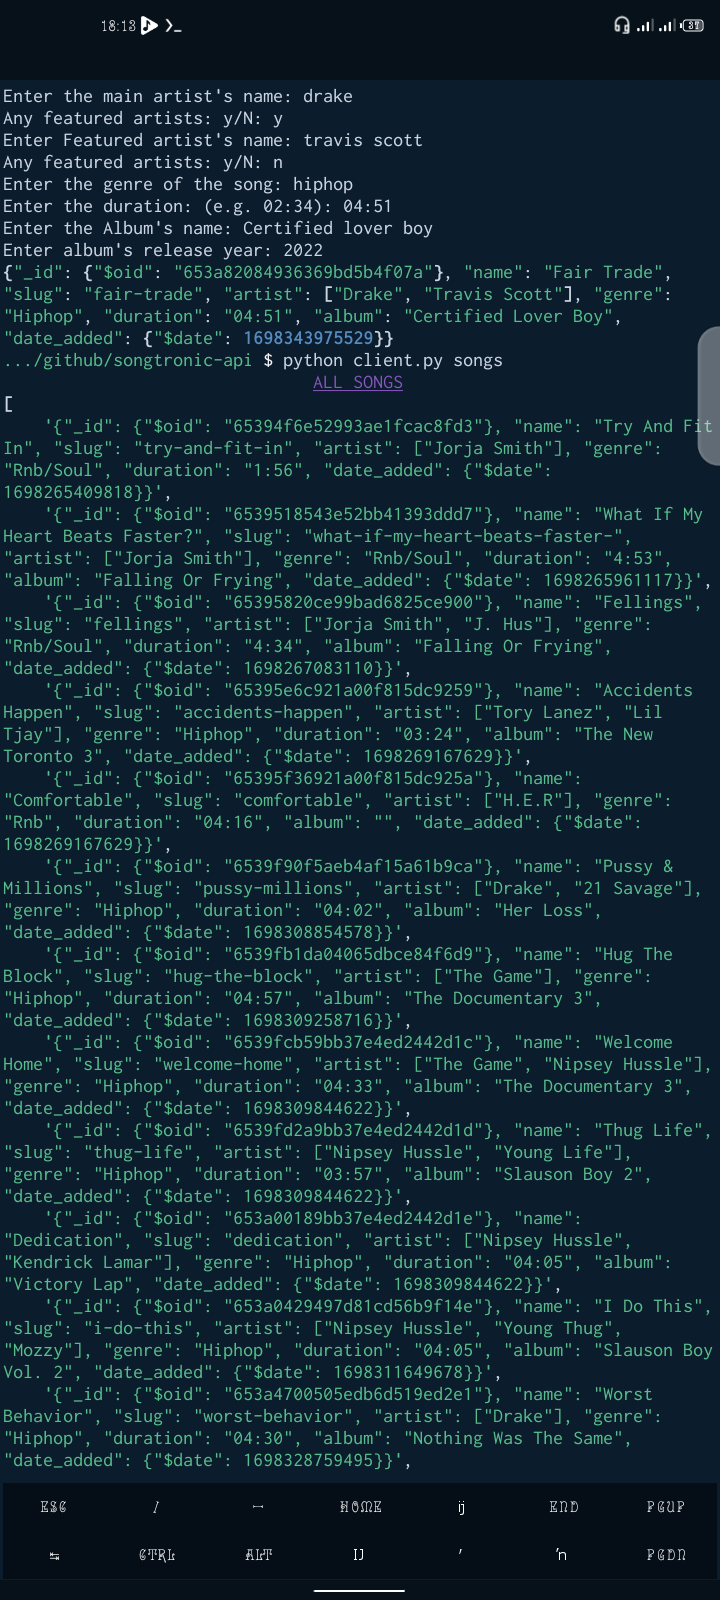 18:13
37
Enter the main artist's name: drake
Any featured artists: y/N: y
Enter Featured artist's name: travis scott
Any featured artists: y/N: n
Enter the genre of the song: hiphop
Enter the duration: (e.g. 02:34): 04:51
Enter the Album's name: Certified lover boy
Enter album's release year: 2022
{"_id": {"$oid": "653a82084936369bd5b4f07a"}, "name": "Fair Trade",
"slug": "fair-trade", "artist": ["Drake", "Travis Scott"], "genre":
"Hiphop", "duration": "04:51", "album": "Certified Lover Boy",
"date_added": {"$date": 1698343975529}}
.../github/songtronic-api $ python client.py songs
ALL SONGS
[
'{"_id": {"$oid": "65394f6e52993ae1fcac8fd3"}, "name": "Try And Fit
In", "slug": "try-and-fit-in", "artist": ["Jorja Smith"], "genre":
"Rnb/Soul", "duration": "1:56", "date_added": {"$date":
1698265409818}}',
'{"_id": {"$oid": "6539518543e52bb41393ddd7"}, "name": "What If My
Heart Beats Faster?", "slug": "what-if-my-heart-beats-faster-",
"artist": ["Jorja Smith"], "genre": "Rnb/Soul", "duration": "4:53",
"album": "Falling Or Frying", "date_added": {"$date": 1698265961117}}',
'{"_id": {"$oid": "65395820ce99bad6825ce900"}, "name": "Fellings",
"slug": "fellings", "artist": ["Jorja Smith", "J. Hus"], "genre":
"Rnb/Soul", "duration": "4:34", "album": "Falling Or Frying",
"date_added": {"$date": 1698267083110}}',
'{"_id": {"$oid": "65395e6c921a00f815dc9259"}, "name": "Accidents
Happen", "slug": "accidents-happen", "artist": ["Tory Lanez", "Lil
Tjay"], "genre": "Hiphop", "duration": "03:24", "album": "The New
Toronto 3", "date_added": {"$date": 1698269167629}}',
'{"_id": {"$oid": "65395f36921a00f815dc925a"}, "name":
"Comfortable", "slug": "comfortable", "artist": ["H.E.R"], "genre":
"Rnb", "duration": "04:16", "album": "", "date_added": {"$date":
1698269167629}}',
'{"_id": {"$oid": "6539f90f5aeb4af15a61b9ca"}, "name": "Pussy &
Millions", "slug": "pussy-millions", "artist": ["Drake", "21 Savage"],
"genre": "Hiphop", "duration": "04:02", "album": "Her Loss",
"date_added": {"$date": 1698308854578}}',
'{"_id": {"$oid": "6539fb1da04065dbce84f6d9"}, "name": "Hug The
Block", "slug": "hug-the-block", "artist": ["The Game"], "genre":
"Hiphop", "duration": "04:57", "album": "The Documentary 3",
"date_added": {"$date": 1698309258716}}',
'{"_id": {"$oid": "6539fcb59bb37e4ed2442d1c"}, "name": "Welcome
Home", "slug": "welcome-home", "artist": ["The Game", "Nipsey Hussle"],
"genre": "Hiphop", "duration": "04:33", "album": "The Documentary 3",
"date_added": {"$date": 1698309844622}}',
'{"_id": {"$oid": "6539fd2a9bb37e4ed2442d1d"}, "name": "Thug Life",
"slug": "thug-life", "artist": ["Nipsey Hussle", "Young Life"],
"genre": "Hiphop", "duration": "03:57", "album": "Slauson Boy 2",
"date_added": {"$date": 1698309844622}}',
'{"_id": {"$oid": "653a00189bb37e4ed2442d1e"}, "name":
"Dedication", "slug": "dedication", "artist": ["Nipsey Hussle",
"Kendrick Lamar"], "genre": "Hiphop", "duration": "04:05", "album":
"Victory Lap", "date_added": {"$date": 1698309844622}}',
'{"_id": {"$oid": "653a0429497d81cd56b9f14e"}, "name": "I Do This",
"slug": "i-do-this", "artist": ["Nipsey Hussle", "Young Thug",
"Mozzy"], "genre": "Hiphop", "duration": "04:05", "album": "Slauson Boy
Vol. 2", "date_added": {"$date": 1698311649678}}',
'{"_id": {"$oid": "653a4700505edb6d519ed2e1"}, "name": "Worst
Behavior", "slug": "worst-behavior", "artist": ["Drake"], "genre":
"Hiphop", "duration": "04:30", "album": "Nothing Was The Same",
"date_added": {"$date": 1698328759495}}',
ESC / — HOME ĳ END PGUP
↹ CTRL ALT Ĳ ′ ŉ PGDN